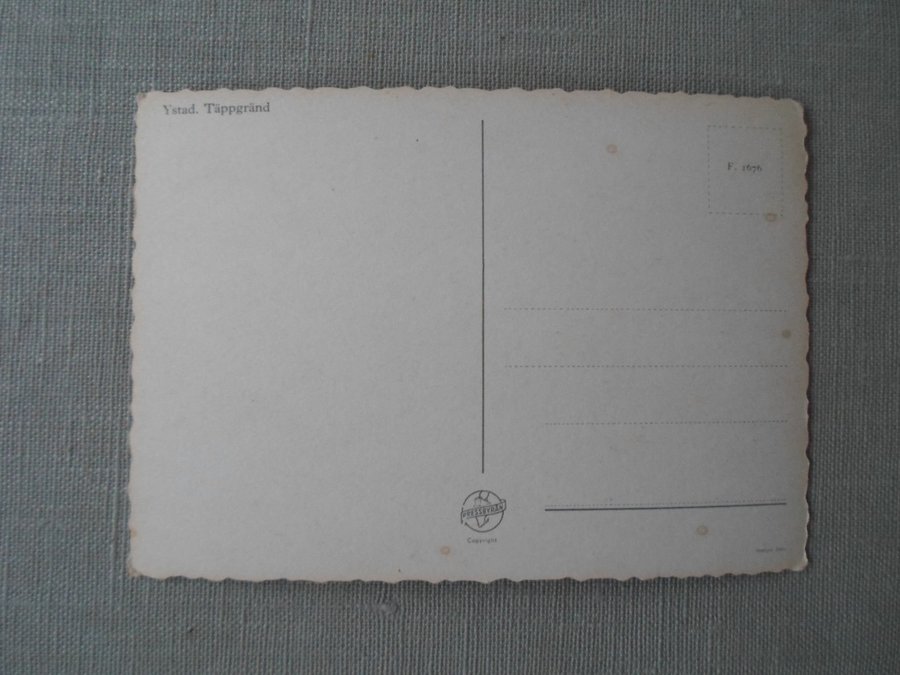 Ystad. Täppgränd
F. 1676
PRESSBYRÅN
Copyright